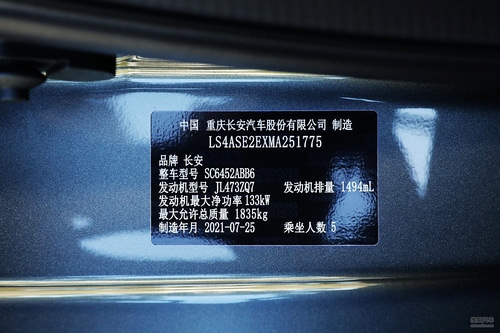 中国 重庆长安汽车股份有限公司 制造
LS4ASE2EXMA251775
品牌 长安
整车型号 SC6452ABB6
发动机型号 JL473ZQ7 发动机排量 1494mL
发动机最大净功率 133kW
最大允许总质量 1835kg
制造年月 2021-07-25 乘坐人数 5